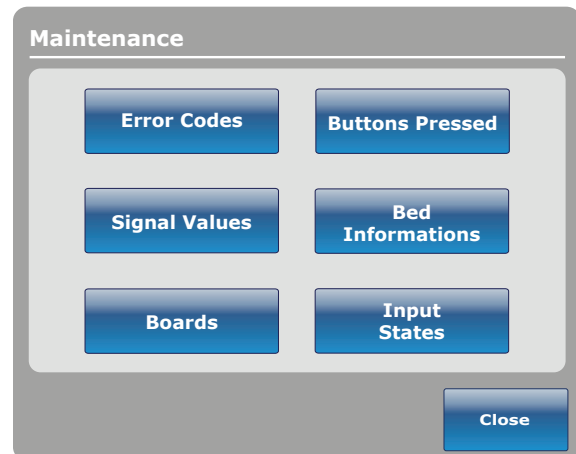 Maintenance
Error Codes
Buttons Pressed
Signal Values
Bed
Informations
Boards
Input
States
Close